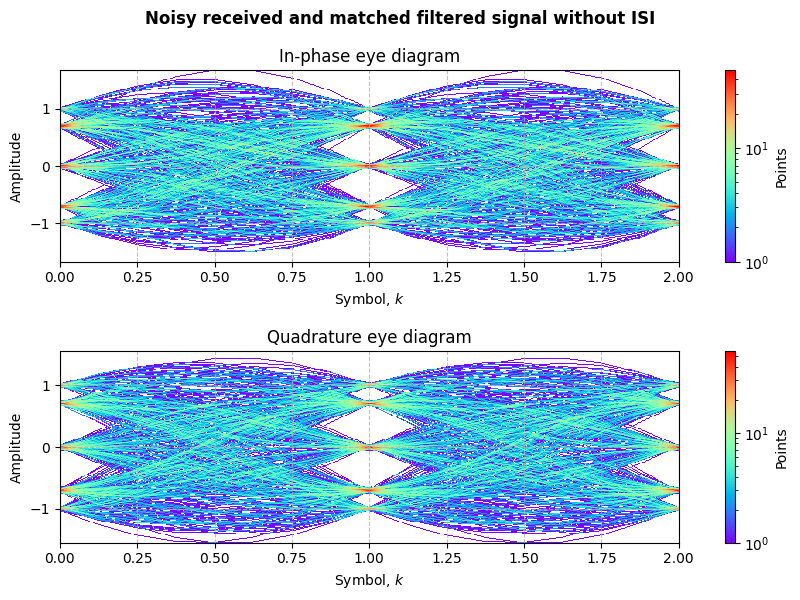 Noisy received and matched filtered signal without ISI
In-phase eye diagram
Amplitude
1
0
−1
0.00 0.25 0.50 0.75 1.00 1.25 1.50 1.75 2.00
Symbol, k
10¹
10⁰
Points
Quadrature eye diagram
Amplitude
1
0
−1
0.00 0.25 0.50 0.75 1.00 1.25 1.50 1.75 2.00
Symbol, k
10¹
10⁰
Points